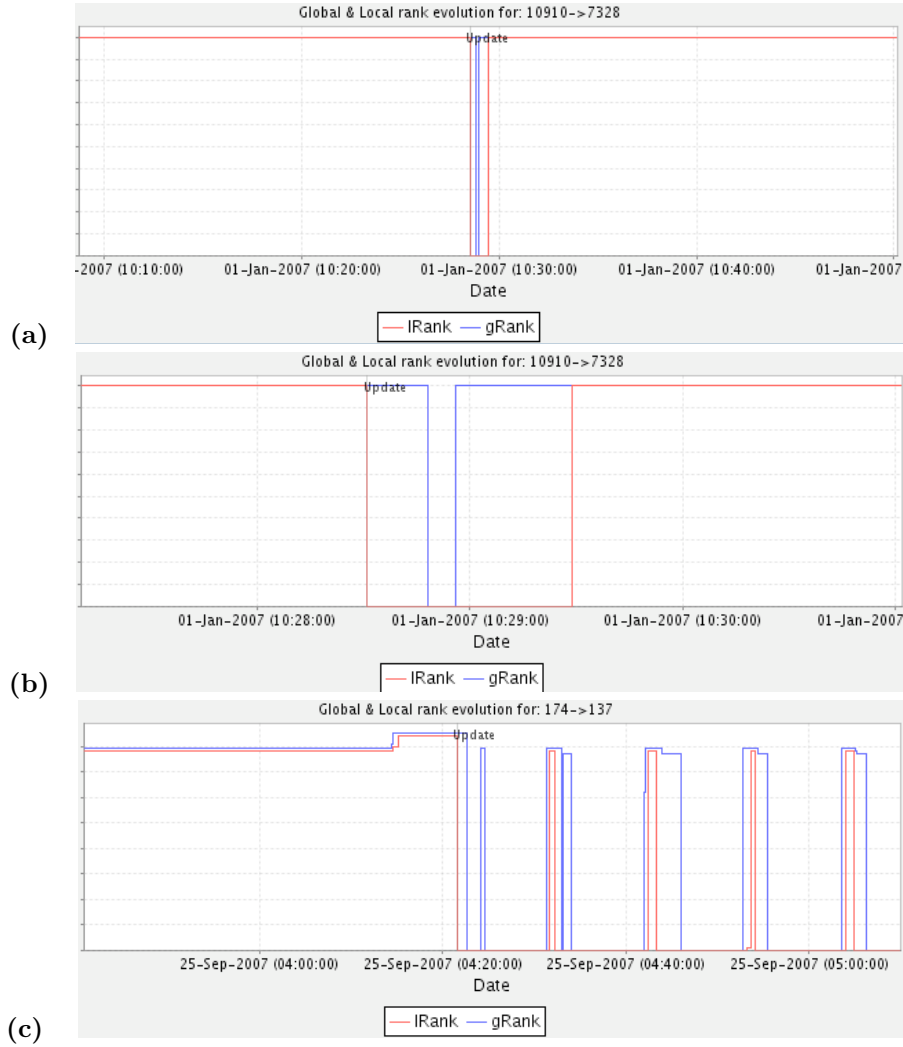 Global & Local rank evolution for: 10910->7328
Update
-2007 (10:10:00) 01-Jan-2007 (10:20:00) 01-Jan-2007 (10:30:00) 01-Jan-2007 (10:40:00) 01-Jan-2007
Date
(a)
lRank gRank
Global & Local rank evolution for: 10910->7328
Update
01-Jan-2007 (10:28:00) 01-Jan-2007 (10:29:00) 01-Jan-2007 (10:30:00) 01-Jan-2007
Date
(b)
lRank gRank
Global & Local rank evolution for: 174->137
Update
25-Sep-2007 (04:00:00) 25-Sep-2007 (04:20:00) 25-Sep-2007 (04:40:00) 25-Sep-2007 (05:00:00)
Date
(c)
lRank gRank